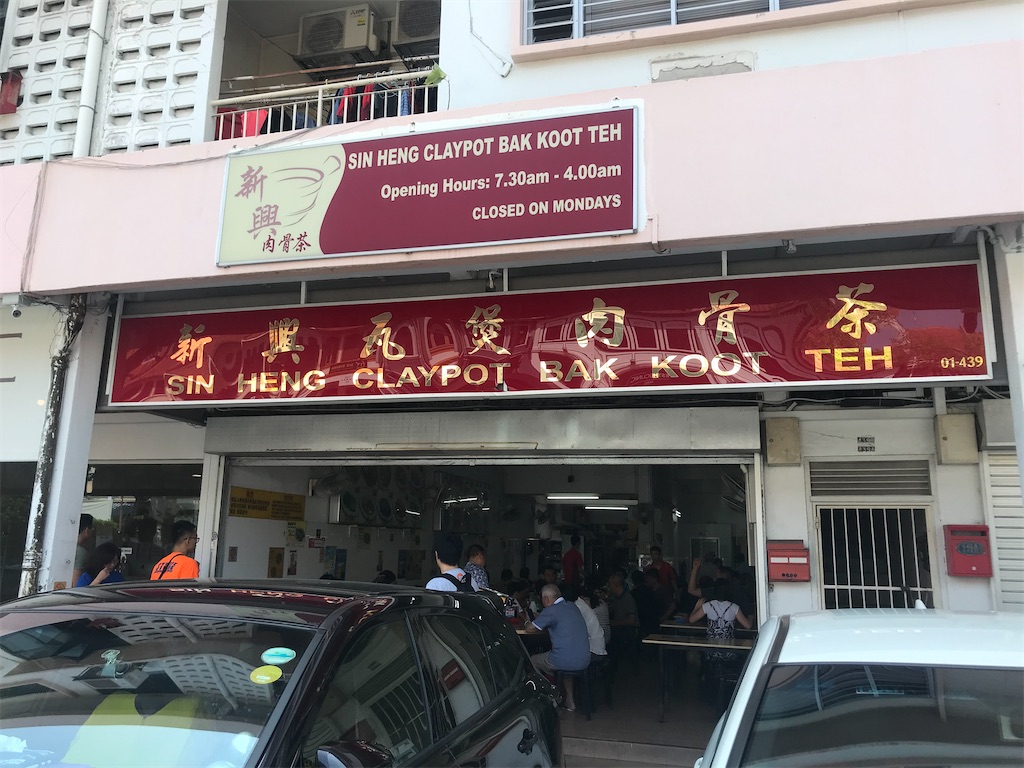 新興
肉骨茶
SIN HENG CLAYPOT BAK KOOT TEH
Opening Hours: 7.30am - 4.00am
CLOSED ON MONDAYS
新興瓦煲肉骨茶
SIN HENG CLAYPOT BAK KOOT TEH
01-439